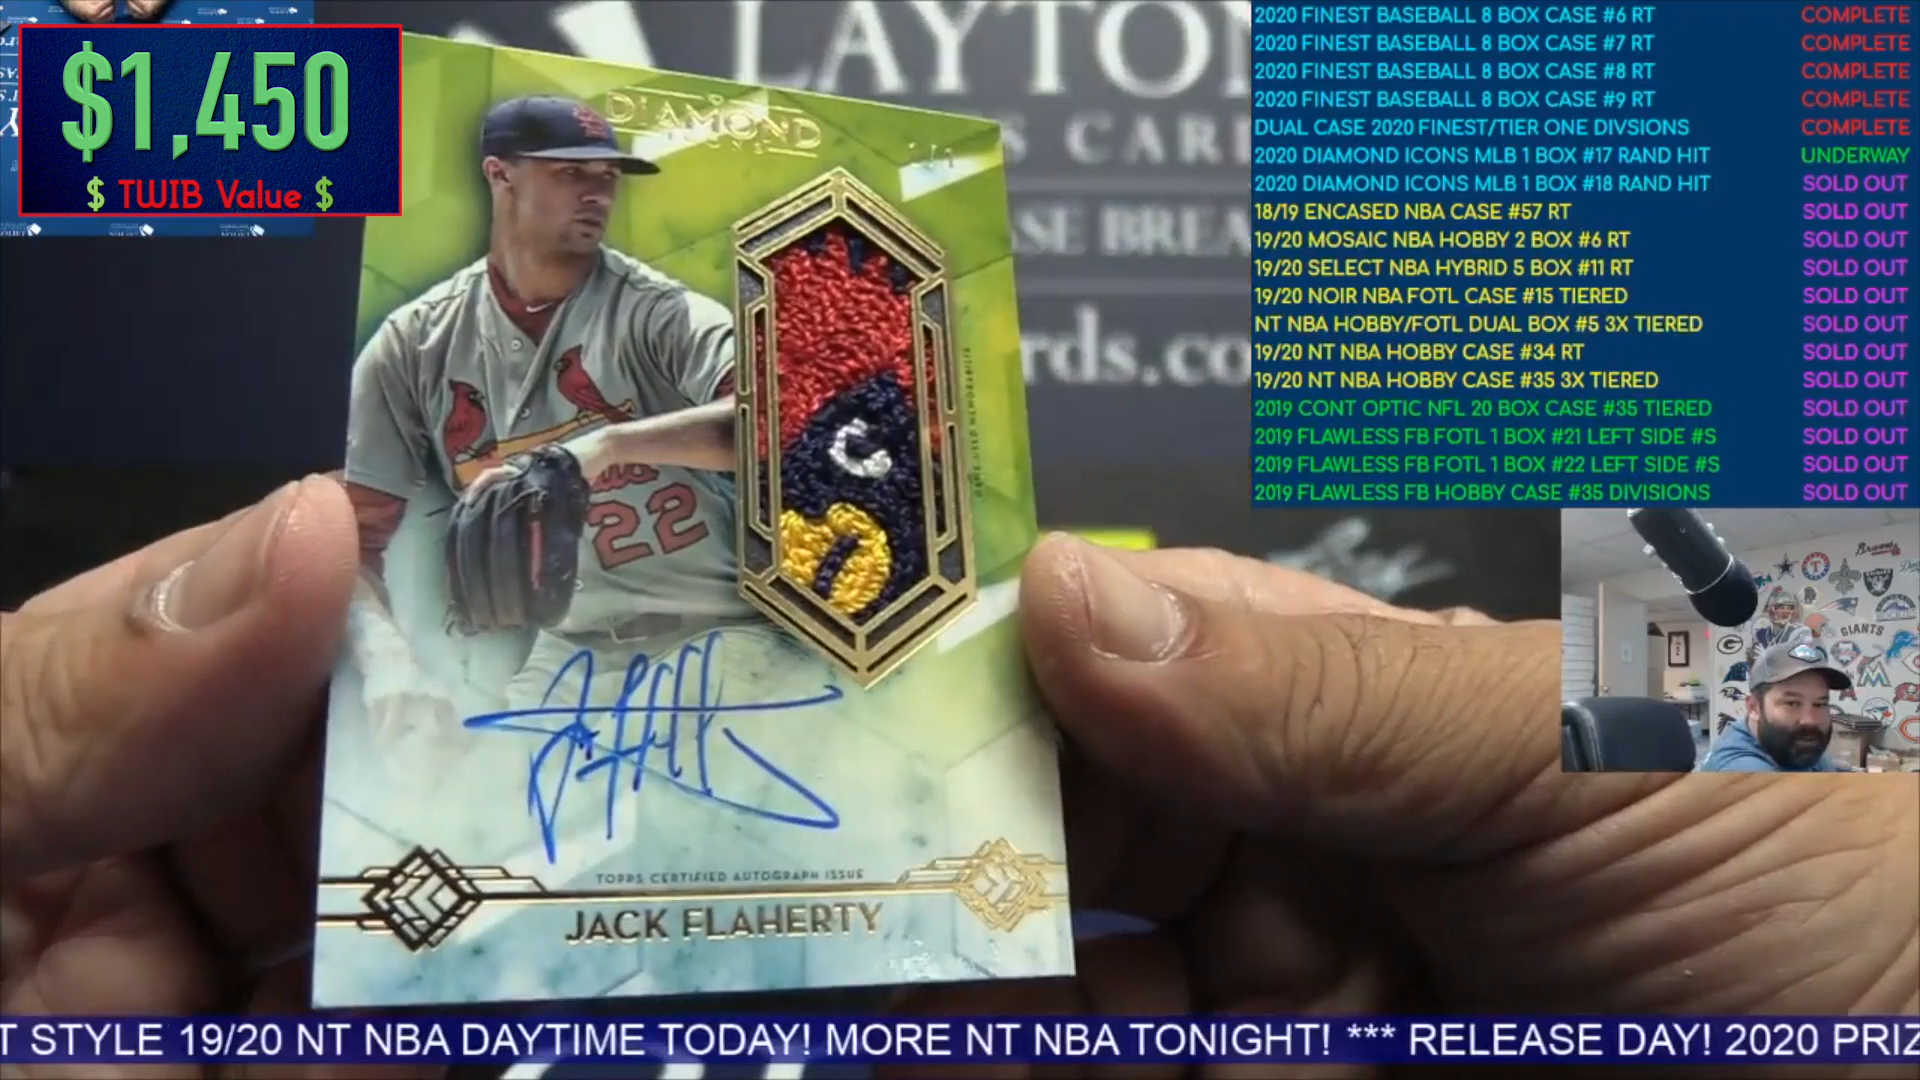 $1,450
$ TWIB Value $
LAYTON
S CAR
SE BREA
rds.co
2020 FINEST BASEBALL 8 BOX CASE #6 RT COMPLETE
2020 FINEST BASEBALL 8 BOX CASE #7 RT COMPLETE
2020 FINEST BASEBALL 8 BOX CASE #8 RT COMPLETE
2020 FINEST BASEBALL 8 BOX CASE #9 RT COMPLETE
DUAL CASE 2020 FINEST/TIER ONE DIVSIONS COMPLETE
2020 DIAMOND ICONS MLB 1 BOX #17 RAND HIT UNDERWAY
2020 DIAMOND ICONS MLB 1 BOX #18 RAND HIT SOLD OUT
18/19 ENCASED NBA CASE #57 RT SOLD OUT
19/20 MOSAIC NBA HOBBY 2 BOX #6 RT SOLD OUT
19/20 SELECT NBA HYBRID 5 BOX #11 RT SOLD OUT
19/20 NOIR NBA FOTL CASE #15 TIERED SOLD OUT
NT NBA HOBBY/FOTL DUAL BOX #5 3X TIERED SOLD OUT
19/20 NT NBA HOBBY CASE #34 RT SOLD OUT
19/20 NT NBA HOBBY CASE #35 3X TIERED SOLD OUT
2019 CONT OPTIC NFL 20 BOX CASE #35 TIERED SOLD OUT
2019 FLAWLESS FB FOTL 1 BOX #21 LEFT SIDE #S SOLD OUT
2019 FLAWLESS FB FOTL 1 BOX #22 LEFT SIDE #S SOLD OUT
2019 FLAWLESS FB HOBBY CASE #35 DIVISIONS SOLD OUT
DIAMOND
GAME USED MEMORABILIA
22
C
TOPPS CERTIFIED AUTOGRAPH ISSUE
JACK FLAHERTY
Braves
GIANTS
T STYLE 19/20 NT NBA DAYTIME TODAY! MORE NT NBA TONIGHT! *** RELEASE DAY! 2020 PRIZ